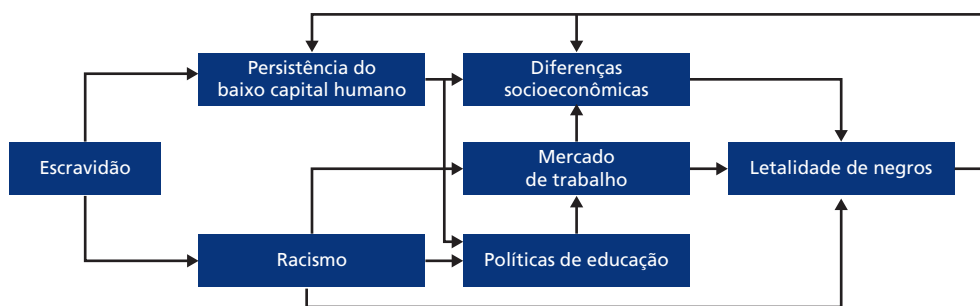 Persistência do
baixo capital humano
Diferenças
socioeconômicas
Escravidão
Mercado
de trabalho
Letalidade de negros
Racismo
Políticas de educação